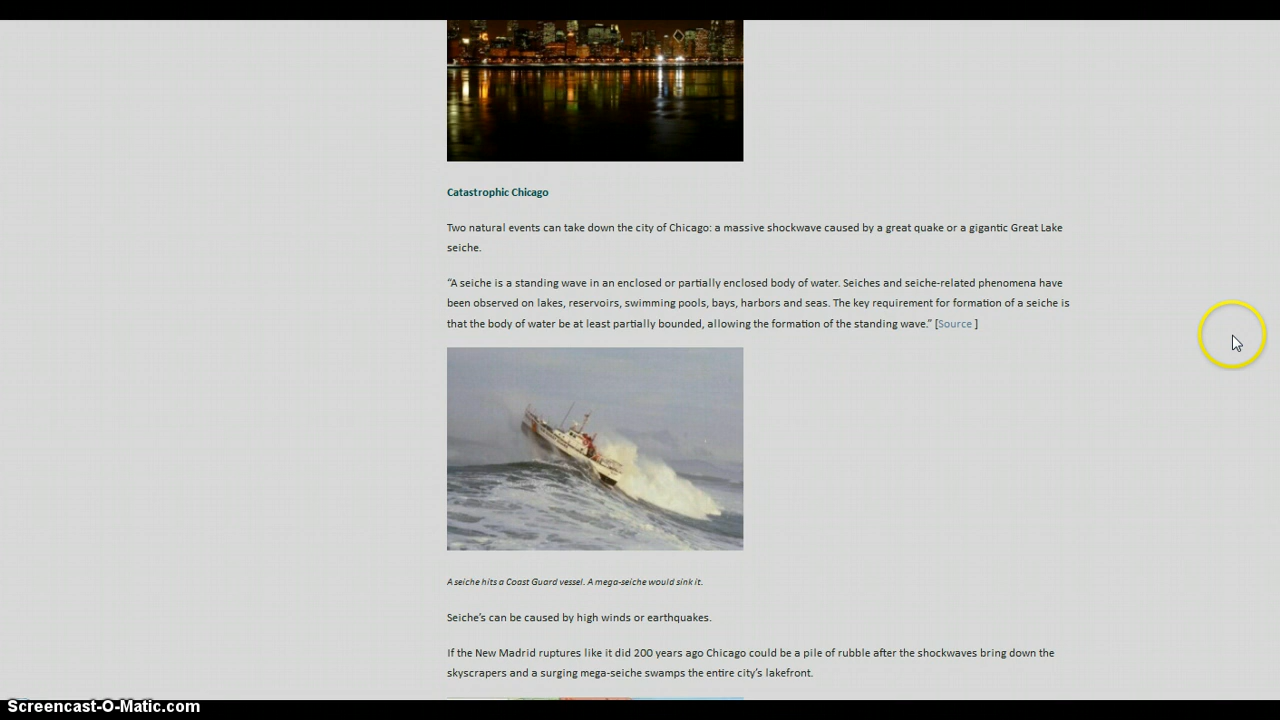 Catastrophic Chicago
Two natural events can take down the city of Chicago: a massive shockwave caused by a great quake or a gigantic Great Lake
seiche.
“A seiche is a standing wave in an enclosed or partially enclosed body of water. Seiches and seiche-related phenomena have
been observed on lakes, reservoirs, swimming pools, bays, harbors and seas. The key requirement for formation of a seiche is
that the body of water be at least partially bounded, allowing the formation of the standing wave.” [Source ]
A seiche hits a Coast Guard vessel. A mega-seiche would sink it.
Seiche’s can be caused by high winds or earthquakes.
If the New Madrid ruptures like it did 200 years ago Chicago could be a pile of rubble after the shockwaves bring down the
skyscrapers and a surging mega-seiche swamps the entire city’s lakefront.
Screencast-O-Matic.com